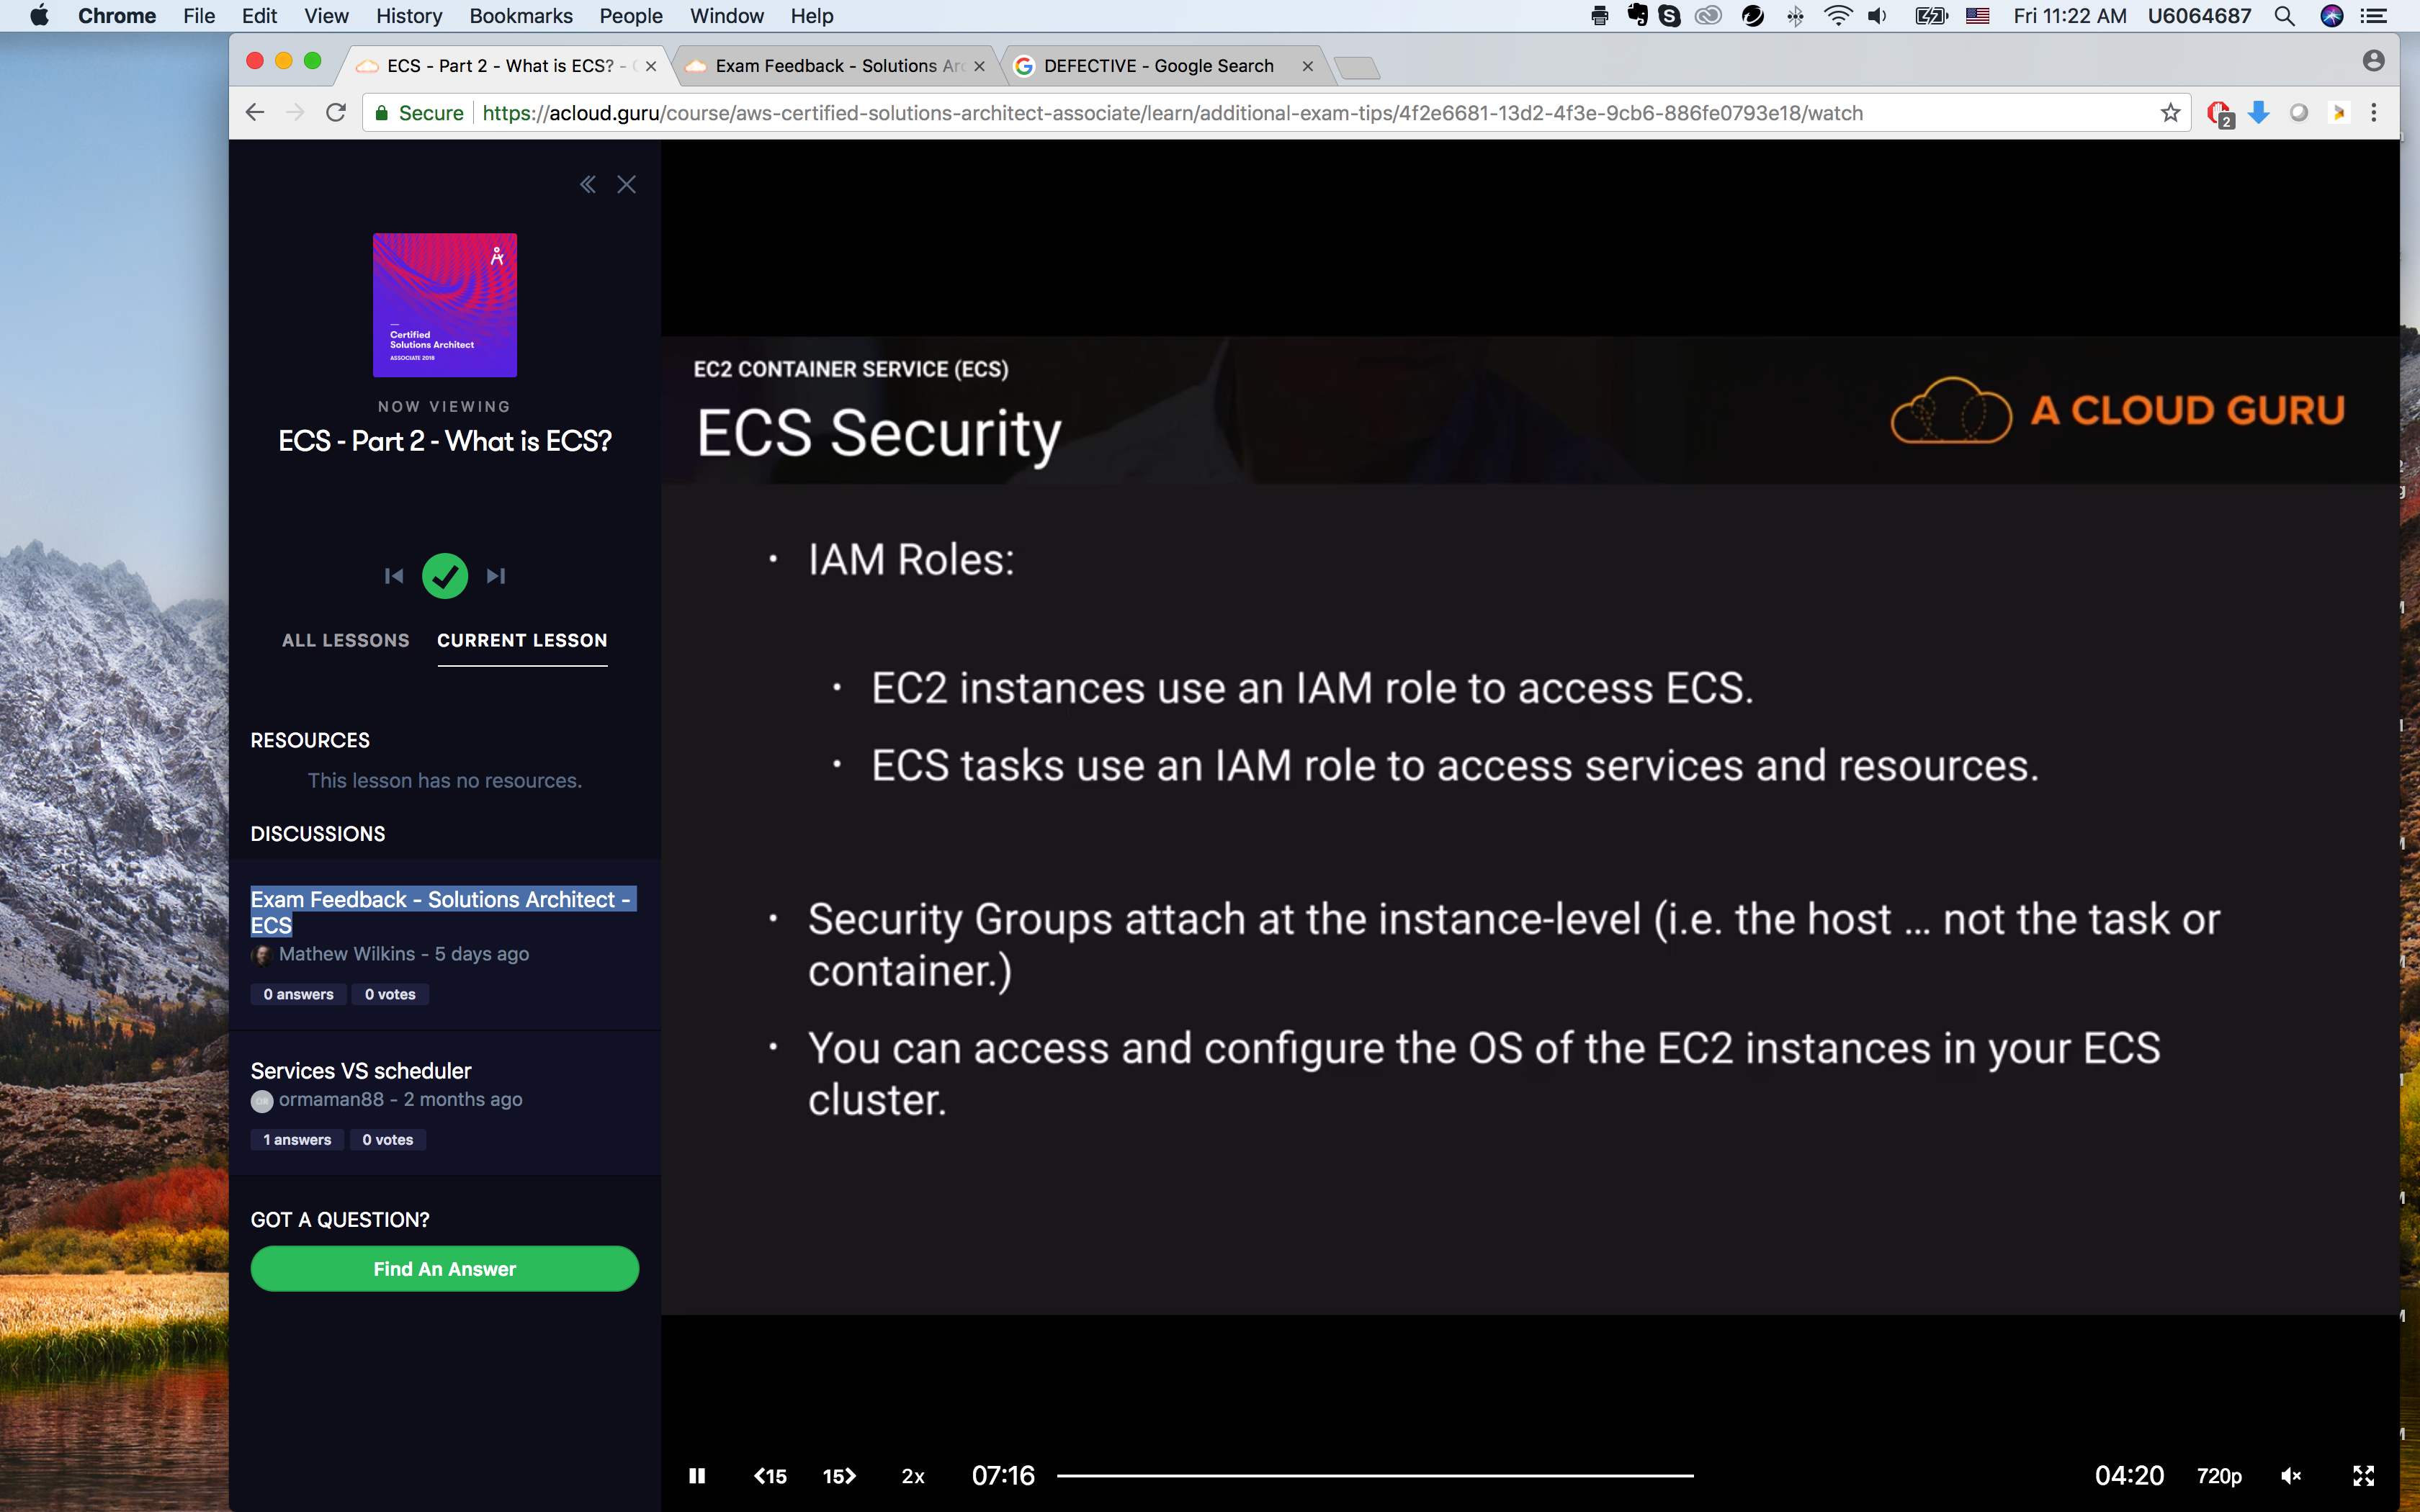 Chrome File Edit View History Bookmarks People Window Help
Fri 11:22 AM U6064687
ECS - Part 2 - What is ECS? -
Exam Feedback - Solutions Arc
DEFECTIVE - Google Search
Secure https://acloud.guru/course/aws-certified-solutions-architect-associate/learn/additional-exam-tips/4f2e6681-13d2-4f3e-9cb6-886fe0793e18/watch
2
Certified
Solutions Architect
ASSOCIATE 2018
NOW VIEWING
ECS - Part 2 - What is ECS?
ALL LESSONS CURRENT LESSON
RESOURCES
This lesson has no resources.
DISCUSSIONS
Exam Feedback - Solutions Architect -
ECS
Mathew Wilkins - 5 days ago
0 answers 0 votes
Services VS scheduler
ormaman88 - 2 months ago
1 answers 0 votes
GOT A QUESTION?
Find An Answer
EC2 CONTAINER SERVICE (ECS)
ECS Security
A CLOUD GURU
• IAM Roles:
• EC2 instances use an IAM role to access ECS.
• ECS tasks use an IAM role to access services and resources.
• Security Groups attach at the instance-level (i.e. the host ... not the task or
container.)
• You can access and configure the OS of the EC2 instances in your ECS
cluster.
<15 15> 2x 07:16 04:20 720p